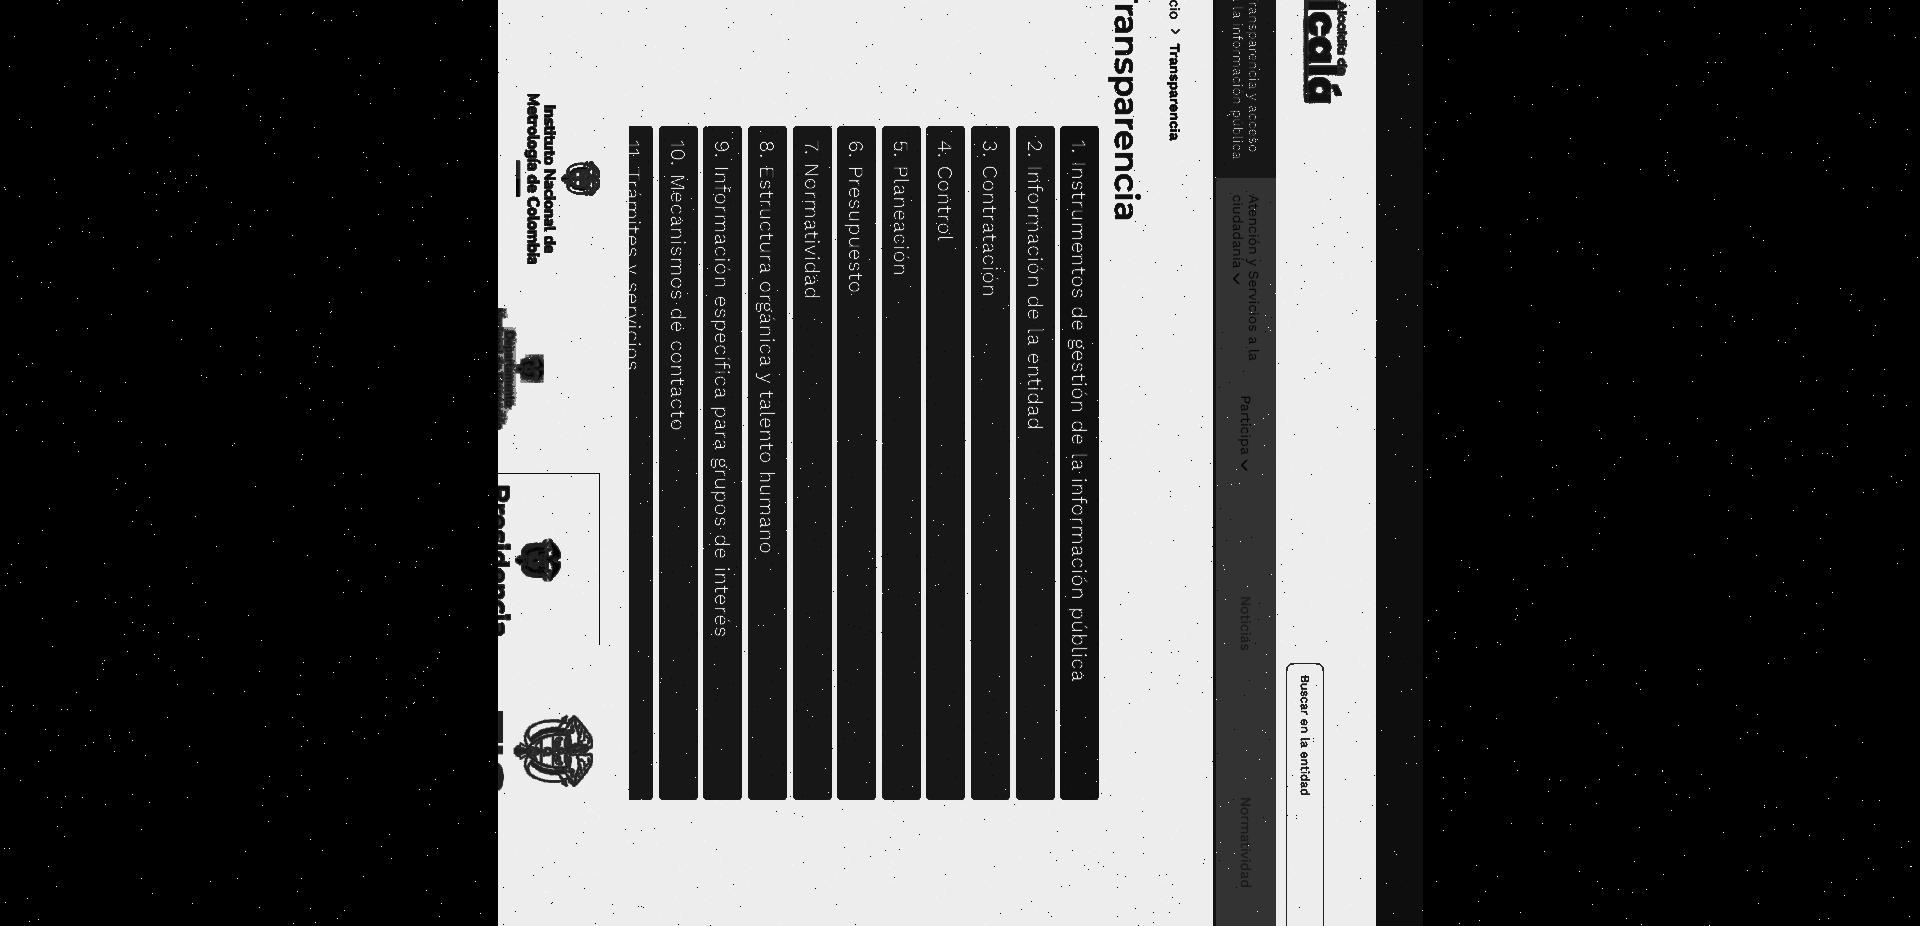 Alcaldía de
lcalá
Buscar en la entidad
ransparencia y acceso
la información pública
Atención y Servicios a la
ciudadanía
Participa
Noticias
Normatividad
cio > Transparencia
ransparencia
1. Instrumentos de gestión de la información pública
2. Información de la entidad
3. Contratación
4. Control
5. Planeación
6. Presupuesto
7. Normatividad
8. Estructura orgánica y talento humano
9. Información específica para grupos de interés
10. Mecanismos de contacto
11. Trámites y servicios
Instituto Nacional de
Metrología de Colombia
Presidencia